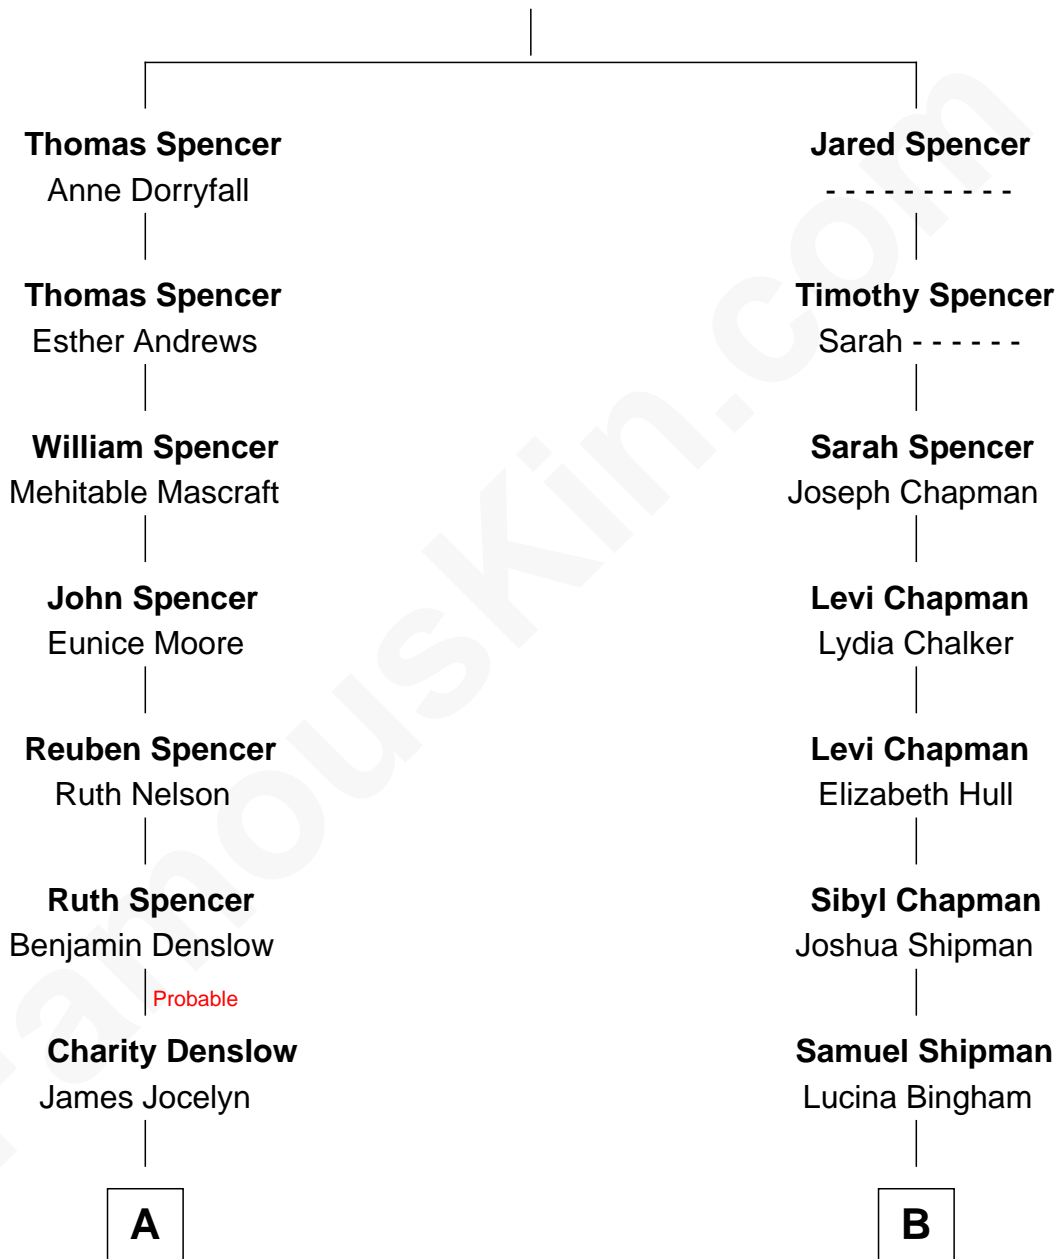 Thomas Spencer
Anne Dorryfall
Thomas Spencer
Esther Andrews
William Spencer
Mehitable Mascraft
John Spencer
Eunice Moore
Reuben Spencer
Ruth Nelson
Ruth Spencer
Benjamin Denslow
Probable
Charity Denslow
James Jocelyn
A
Jared Spencer
- - - - - - - - - -
Timothy Spencer
Sarah - - - - - -
Sarah Spencer
Joseph Chapman
Levi Chapman
Lydia Chalker
Levi Chapman
Elizabeth Hull
Sibyl Chapman
Joshua Shipman
Samuel Shipman
Lucina Bingham
B
FamousKin.com